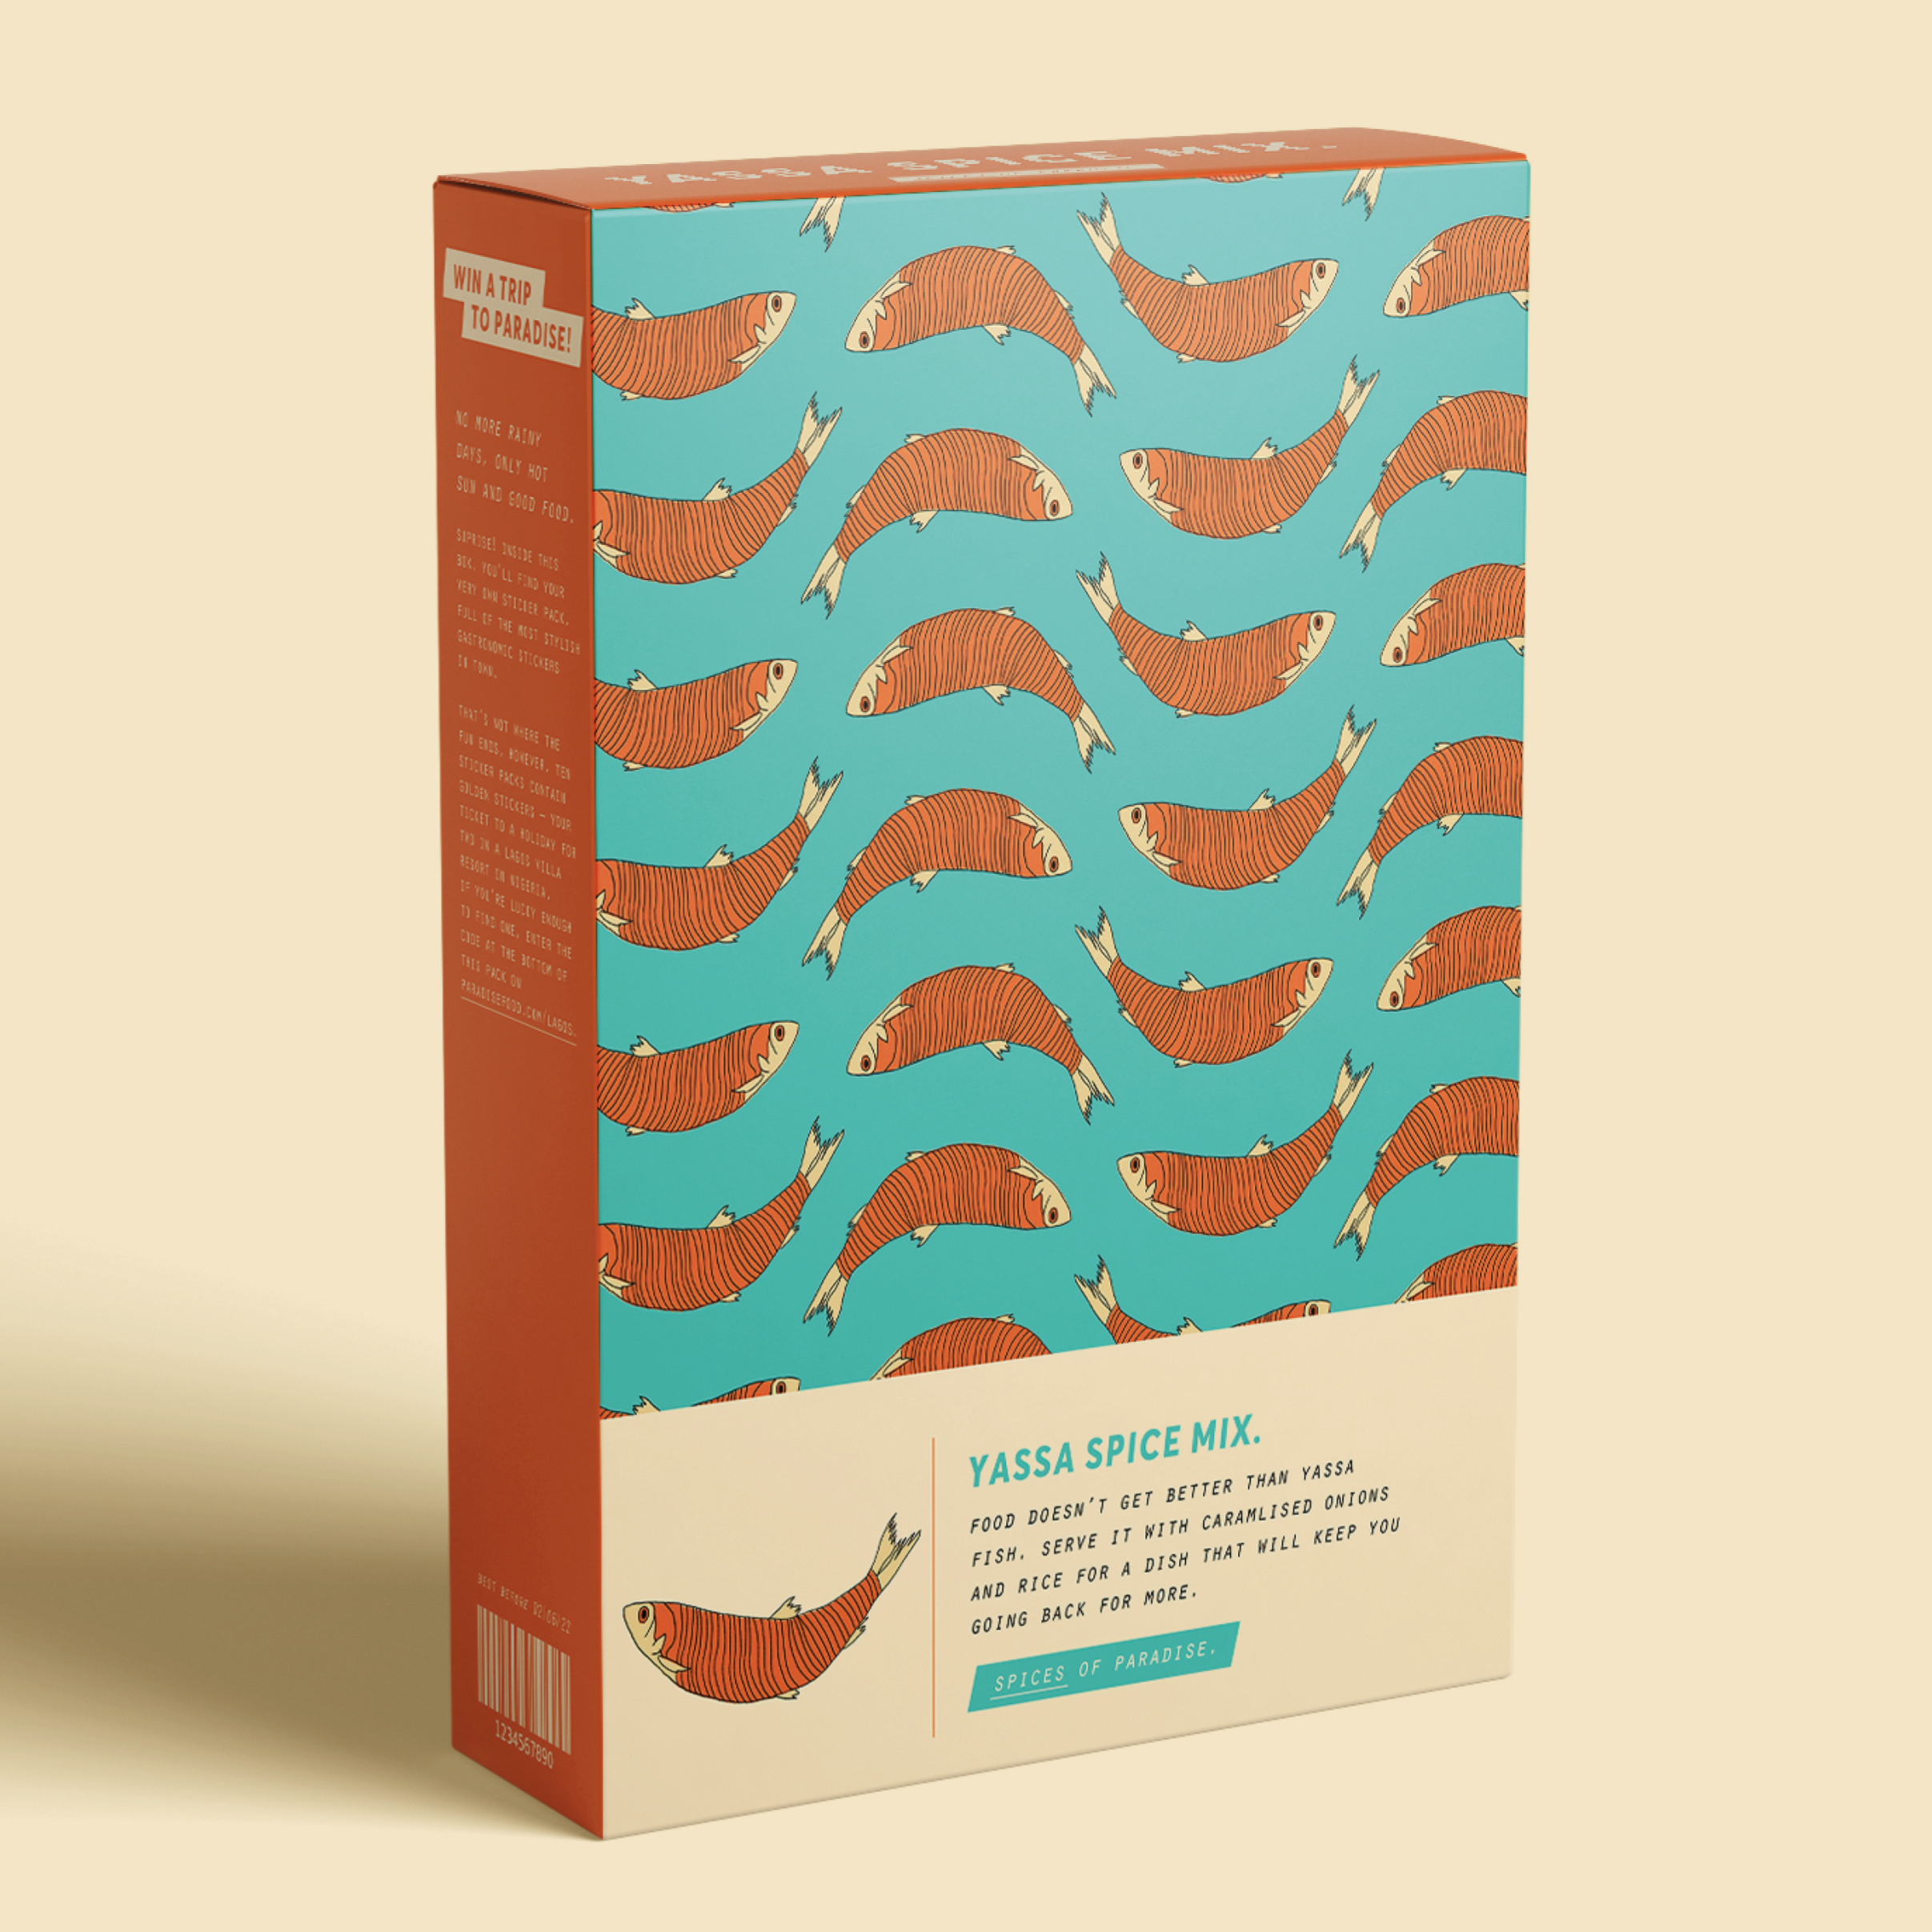 YASSA SPICE MIX.
WIN A TRIP
TO PARADISE!
NO MORE RAINY
DAYS, ONLY HOT
SUN AND GOOD FOOD.
SUPRISE! INSIDE THIS
BOX, YOU'LL FIND YOUR
VERY OWN STICKER PACK,
FULL OF THE MOST STYLISH
GASTRONOMIC STICKERS
IN TOWN.
THAT'S NOT WHERE THE
FUN ENDS, HOWEVER. TEN
STICKER PACKS CONTAIN
GOLDEN STICKERS — YOUR
TICKET TO A HOLIDAY FOR
TWO IN A LAGOS VILLA
RESORT IN NIGERIA.
IF YOU'RE LUCKY ENOUGH
TO FIND ONE, ENTER THE
CODE AT THE BOTTOM OF
THIS PACK ON
PARADISEFOOD.COM/LAGOS.
BEST BEFORE 02/06/22
1234567890
YASSA SPICE MIX.
FOOD DOESN'T GET BETTER THAN YASSA
FISH. SERVE IT WITH CARAMLISED ONIONS
AND RICE FOR A DISH THAT WILL KEEP YOU
GOING BACK FOR MORE.
SPICES OF PARADISE.